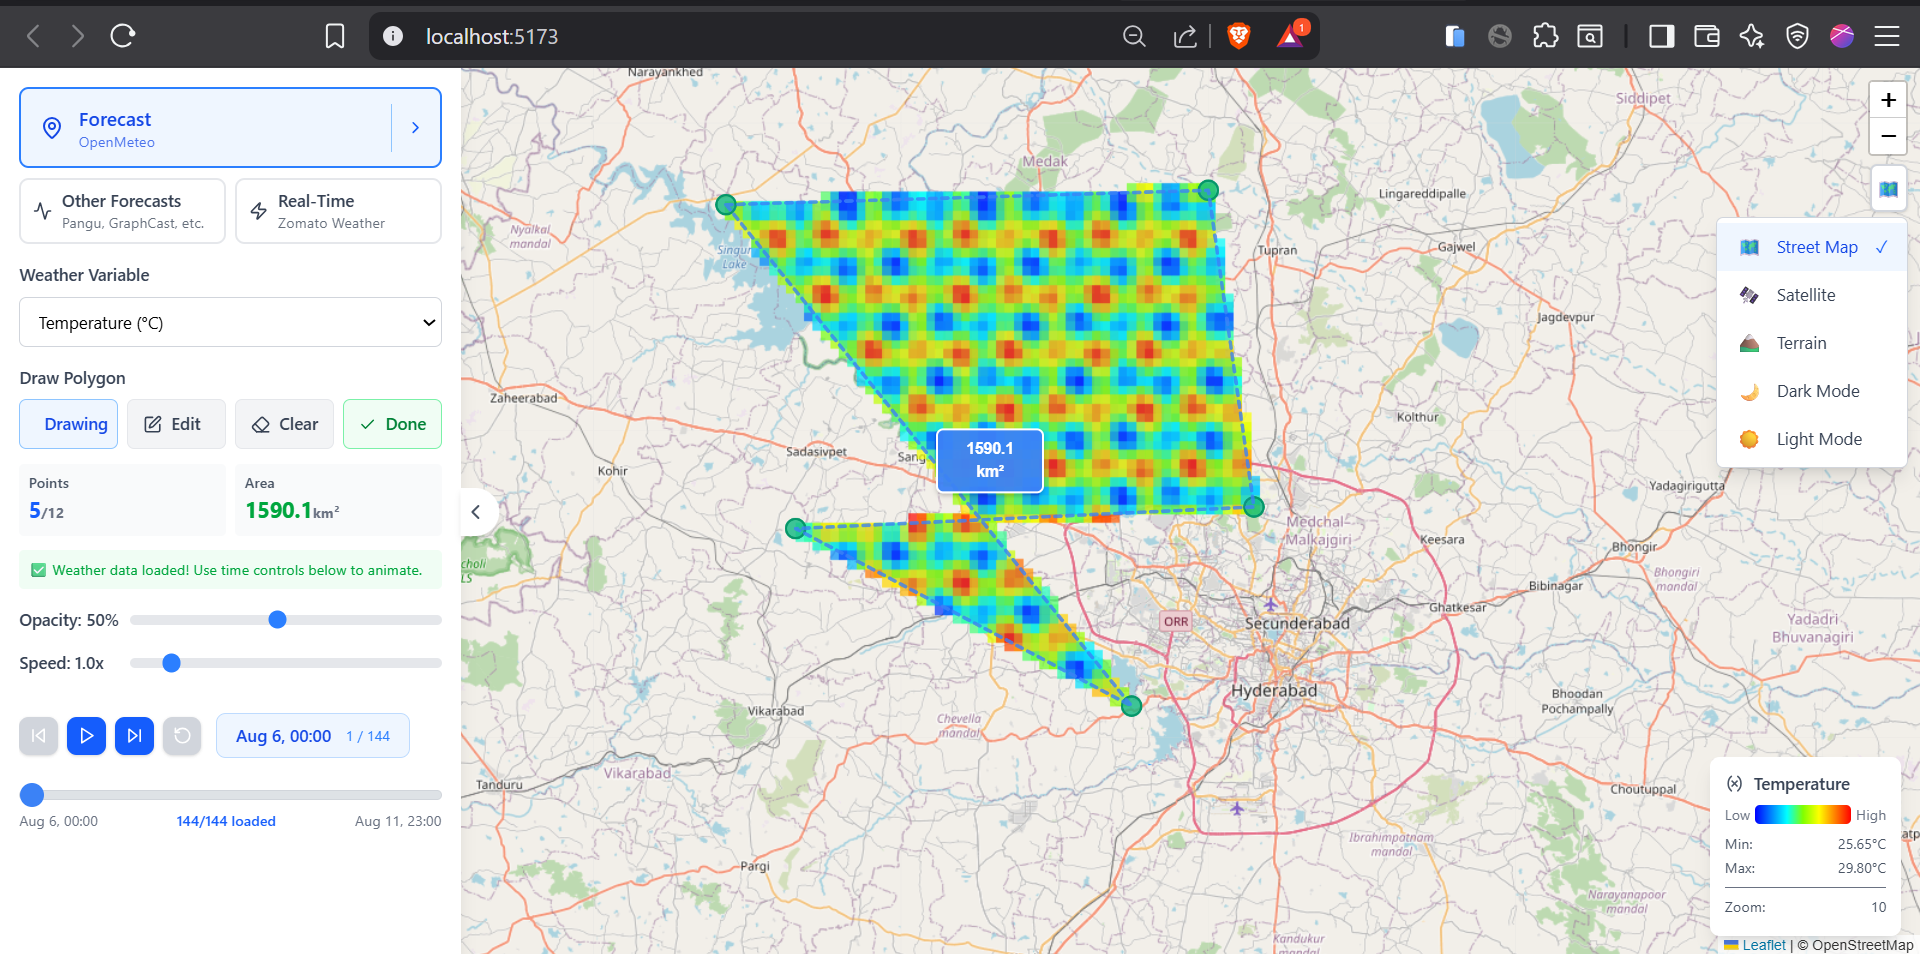 localhost:5173
1
Forecast
OpenMeteo
Other Forecasts
Pangu, GraphCast, etc.
Real-Time
Zomato Weather
Weather Variable
Temperature (°C)
Draw Polygon
Drawing
Edit
Clear
Done
Points
5/12
Area
1590.1km²
Weather data loaded! Use time controls below to animate.
Opacity: 50%
Speed: 1.0x
Aug 6, 00:00 1 / 144
Aug 6, 00:00
144/144 loaded
Aug 11, 23:00
Narayankhed
Siddipet
Medak
Lingareddipalle
Nyalkal
mandal
Singur
Lake
Tupran
Gajwel
Jagdevpur
Zaheerabad
Kolthur
Sadasivpet
Sang
Kohir
1590.1
km²
Yadagirigutta
Medchal-
Malkajgiri
Keesara
Bhongir
choli
LS
Bhongiri
mandal
Bibinagar
Ghatkesar
Yadadri
Bhuvanagiri
ORR
Secunderabad
Hyderabad
Bhoodan
Pochampally
Vikarabad
Chevella
mandal
Vikarabad
Tanduru
Choutuppal
Ibrahimpatnam
mandal
Pargi
Narayanapoor
mandal
Kandukur
mandal
+
−
Street Map ✓
Satellite
Terrain
Dark Mode
Light Mode
(x) Temperature
Low High
Min: 25.65°C
Max: 29.80°C
Zoom: 10
Leaflet | © OpenStreetMap